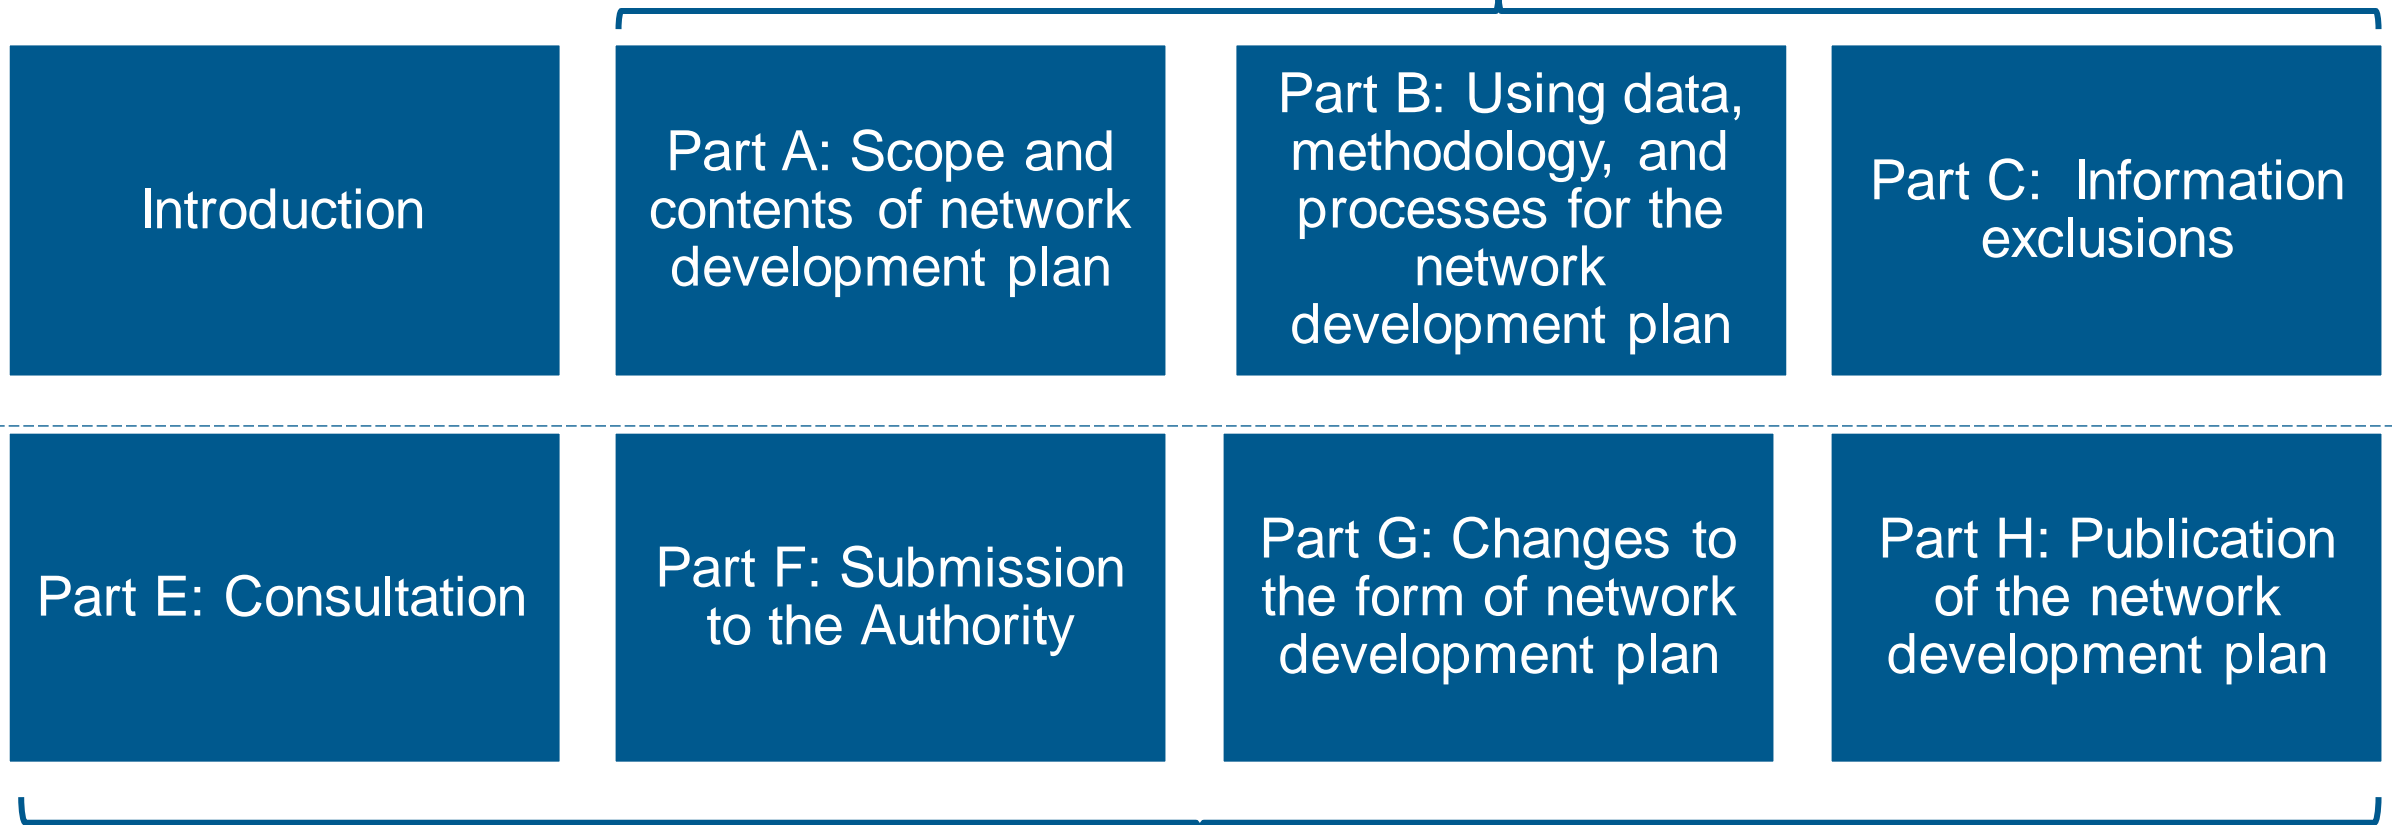 Introduction
Part A: Scope and
contents of network
development plan
Part B: Using data,
methodology, and
processes for the
network
development plan
Part C: Information
exclusions
Part E: Consultation
Part F: Submission
to the Authority
Part G: Changes to
the form of network
development plan
Part H: Publication
of the network
development plan